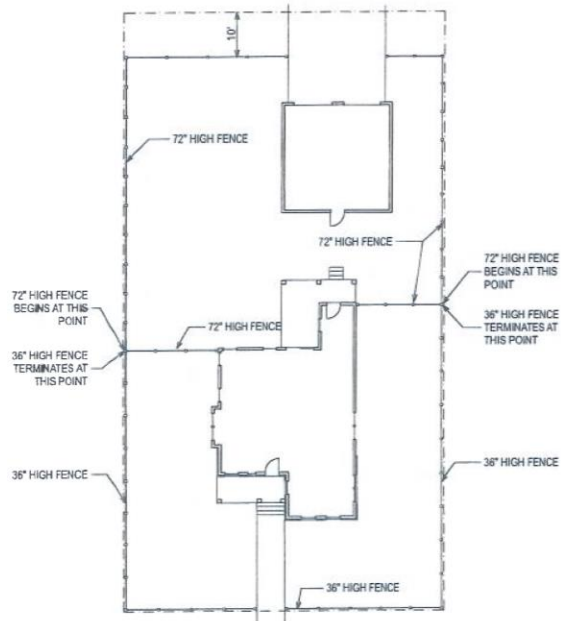 10'
72" HIGH FENCE
72" HIGH FENCE
72" HIGH FENCE
BEGINS AT THIS
POINT
36" HIGH FENCE
TERMINATES AT
THIS POINT
72" HIGH FENCE
BEGINS AT THIS
POINT
36" HIGH FENCE
TERMINATES AT
THIS POINT
72" HIGH FENCE
36" HIGH FENCE
36" HIGH FENCE
36" HIGH FENCE